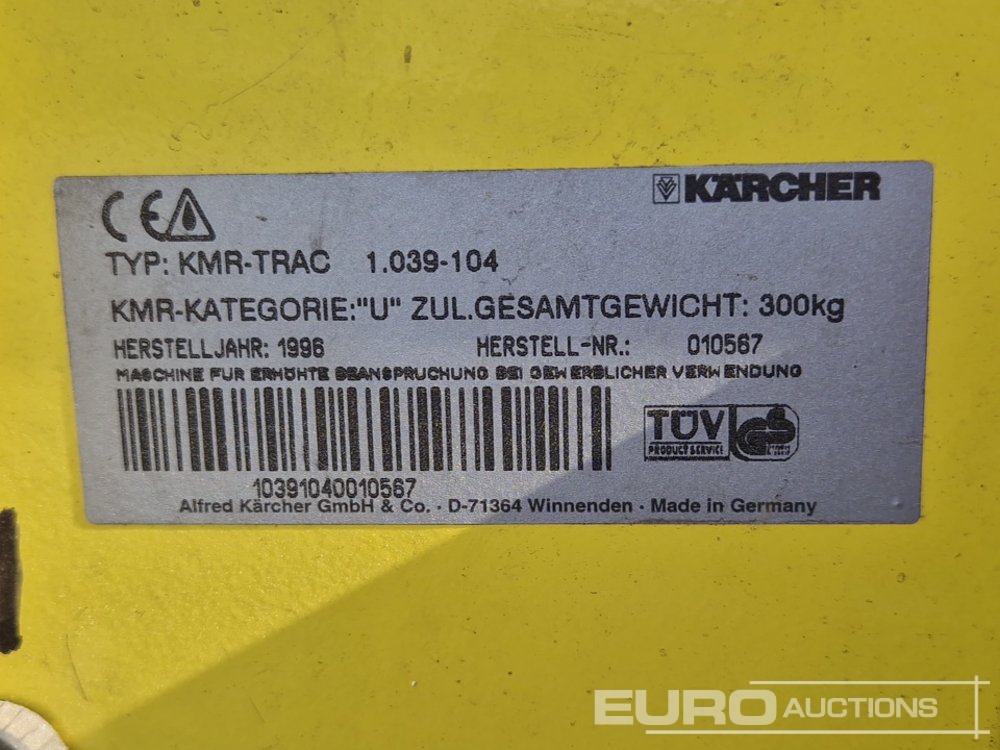 CE
KÄRCHER
TYP: KMR-TRAC 1.039-104
KMR-KATEGORIE:"U" ZUL.GESAMTGEWICHT: 300kg
HERSTELLJAHR: 1996 HERSTELL-NR.: 010567
MASCHINE FUR ERHÖHTE BEANSPRUCHUNG BEI GEWERBLICHER VERWENDUNG
TÜV
PRODUCT SERVICE
10391040010567
Alfred Kärcher GmbH & Co. · D-71364 Winnenden · Made in Germany
EURO AUCTIONS